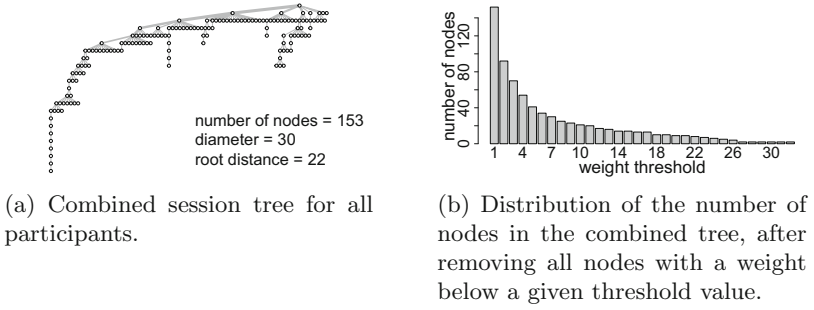 number of nodes = 153
diameter = 30
root distance = 22
(a) Combined session tree for all
participants.
number of nodes
0 40 80 120
1 4 7 10 14 18 22 26 30
weight threshold
(b) Distribution of the number of
nodes in the combined tree, after
removing all nodes with a weight
below a given threshold value.